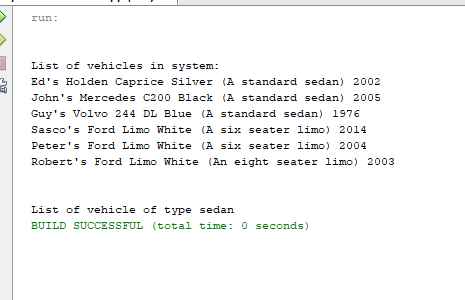 run:
List of vehicles in system:
Ed's Holden Caprice Silver (A standard sedan) 2002
John's Mercedes C200 Black (A standard sedan) 2005
Guy's Volvo 244 DL Blue (A standard sedan) 1976
Sasco's Ford Limo White (A six seater limo) 2014
Peter's Ford Limo White (A six seater limo) 2004
Robert's Ford Limo White (An eight seater limo) 2003
List of vehicle of type sedan
BUILD SUCCESSFUL (total time: 0 seconds)